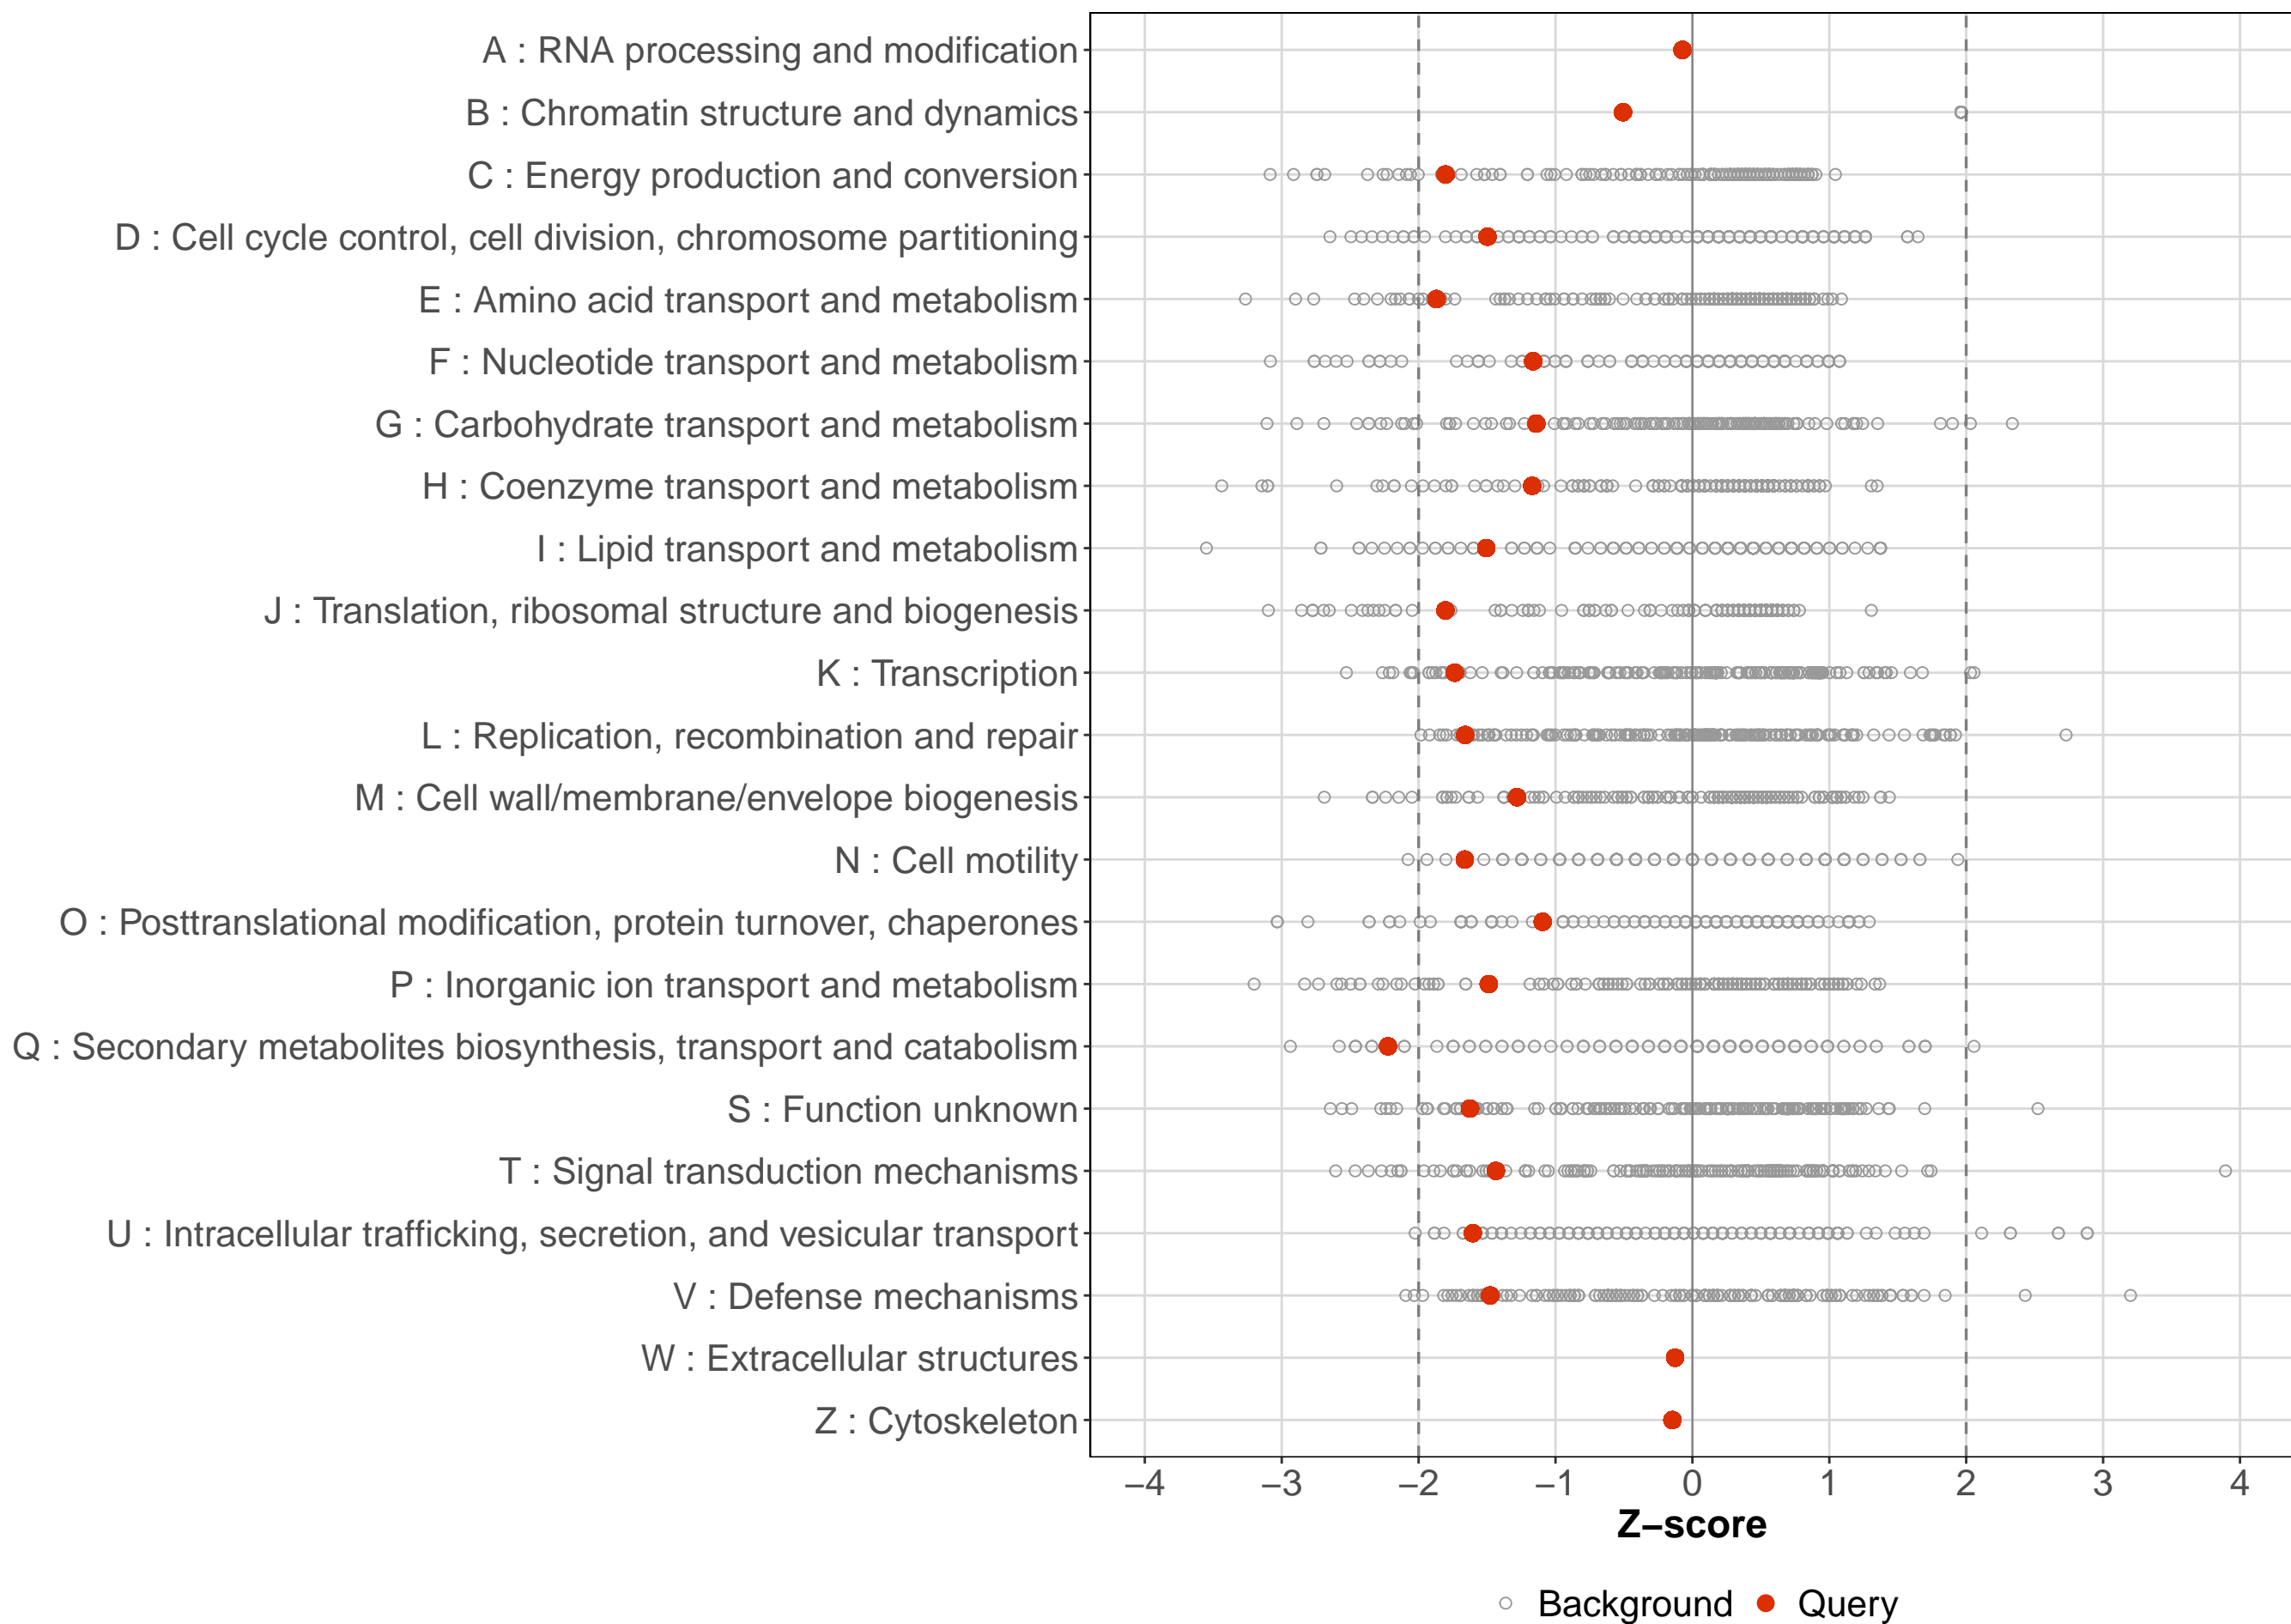 A : RNA processing and modification
B : Chromatin structure and dynamics
C : Energy production and conversion
D : Cell cycle control, cell division, chromosome partitioning
E : Amino acid transport and metabolism
F : Nucleotide transport and metabolism
G : Carbohydrate transport and metabolism
H : Coenzyme transport and metabolism
I : Lipid transport and metabolism
J : Translation, ribosomal structure and biogenesis
K : Transcription
L : Replication, recombination and repair
M : Cell wall/membrane/envelope biogenesis
N : Cell motility
O : Posttranslational modification, protein turnover, chaperones
P : Inorganic ion transport and metabolism
Q : Secondary metabolites biosynthesis, transport and catabolism
S : Function unknown
T : Signal transduction mechanisms
U : Intracellular trafficking, secretion, and vesicular transport
V : Defense mechanisms
W : Extracellular structures
Z : Cytoskeleton
−4 −3 −2 −1 0 1 2 3 4
Z−score
Background Query